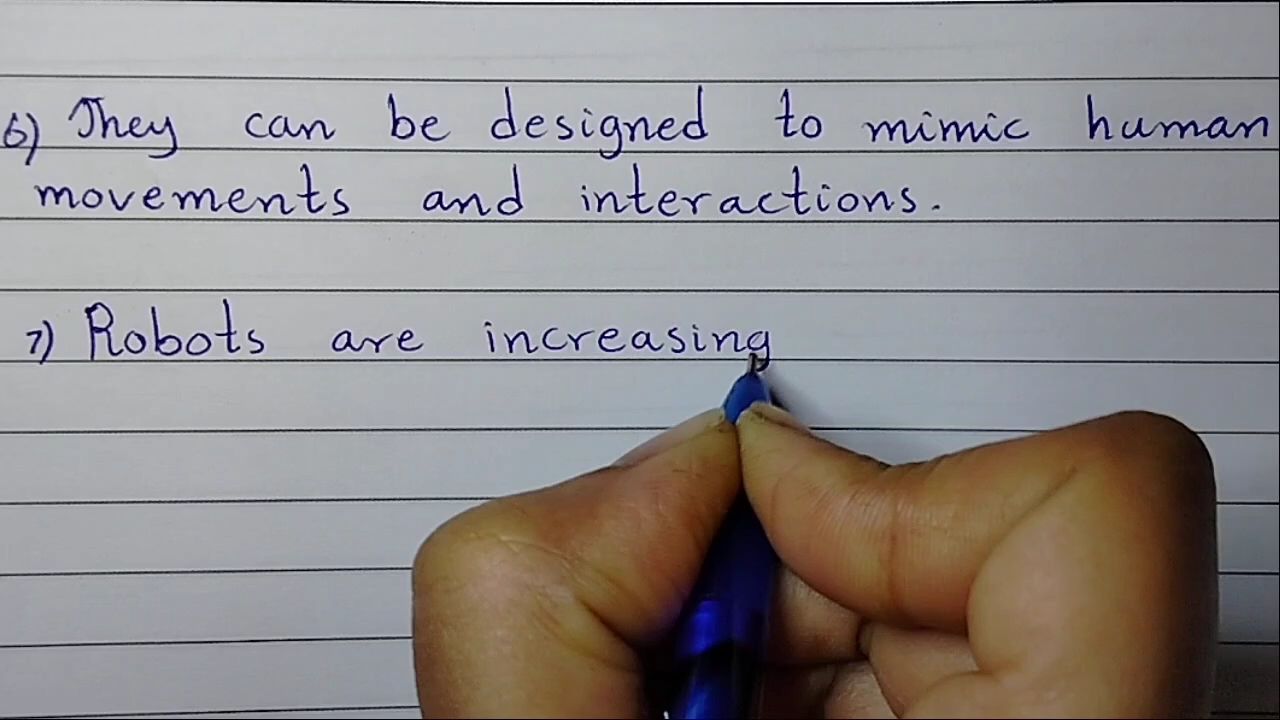 6) They can be designed to mimic human
movements and interactions.
7) Robots are increasing